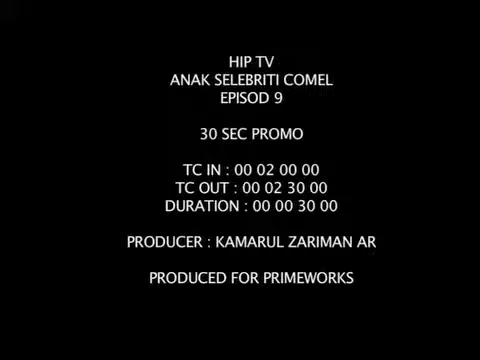 HIP TV
ANAK SELEBRITI COMEL
EPISOD 9
30 SEC PROMO
TC IN : 00 02 00 00
TC OUT : 00 02 30 00
DURATION : 00 00 30 00
PRODUCER : KAMARUL ZARIMAN AR
PRODUCED FOR PRIMEWORKS